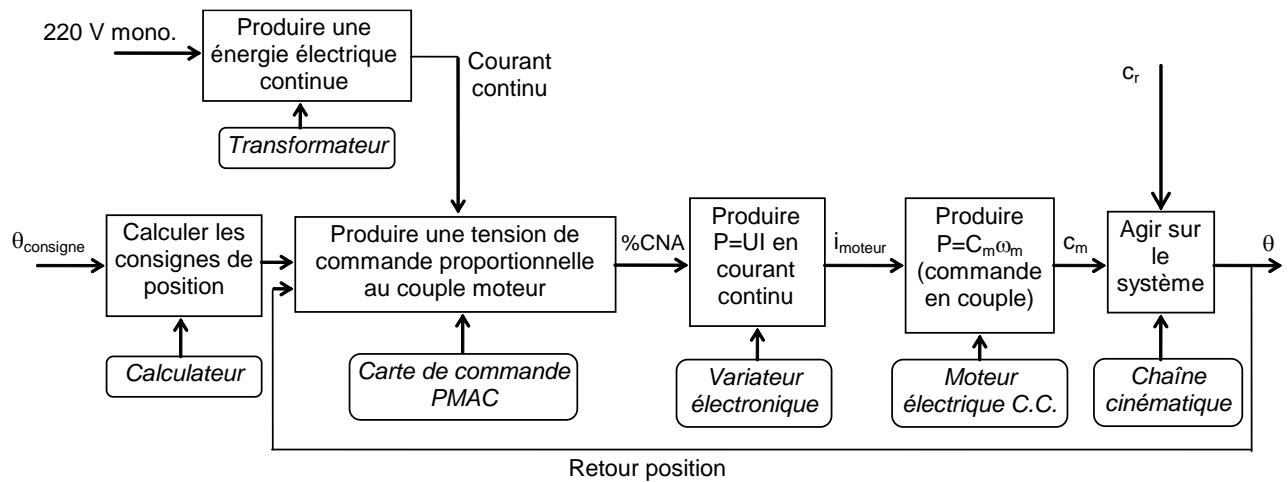 220 V mono.
Produire une
énergie électrique
continue
Courant
continu
Transformateur
c_r
θ_consigne
Calculer les
consignes de
position
Produire une tension de
commande proportionnelle
au couple moteur
%CNA
Produire
P=UI en
courant
continu
i_moteur
Produire
P=C_mω_m
(commande
en couple)
c_m
Agir sur
le
système
θ
Calculateur
Carte de commande
PMAC
Variateur
électronique
Moteur
électrique C.C.
Chaîne
cinématique
Retour position